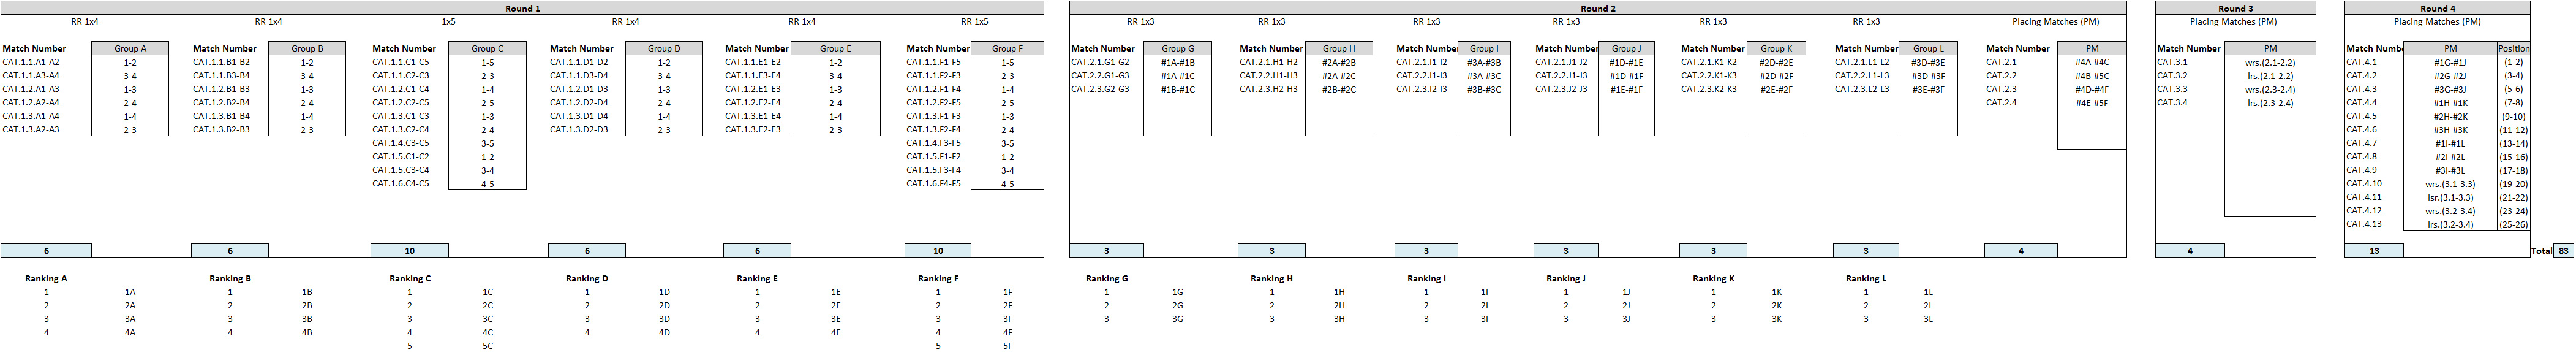 Round 1 Round 2 Round 3 Round 4
RR 1x4 RR 1x4 1x5 RR 1x4 RR 1x4 RR 1x5 RR 1x3 RR 1x3 RR 1x3 RR 1x3 RR 1x3 RR 1x3 Placing Matches (PM) Placing Matches (PM) Placing Matches (PM)
Match Number Group A Match Number Group B Match Number Group C Match Number Group D Match Number Group E Match Number Group F Match Number Group G Match Number Group H Match Number Group I Match Number Group J Match Number Group K Match Number Group L Match Number PM Match Number PM Match Numbe PM Position
CAT.1.1.A1-A2 1-2 CAT.1.1.B1-B2 1-2 CAT.1.1.C1-C5 1-5 CAT.1.1.D1-D2 1-2 CAT.1.1.E1-E2 1-2 CAT.1.1.F1-F5 1-5 CAT.2.1.G1-G2 #1A-#1B CAT.2.1.H1-H2 #2A-#2B CAT.2.1.I1-I2 #3A-#3B CAT.2.1.J1-J2 #1D-#1E CAT.2.1.K1-K2 #2D-#2E CAT.2.1.L1-L2 #3D-#3E CAT.2.1 #4A-#4C CAT.3.1 wrs.(2.1-2.2) CAT.4.1 #1G-#1J (1-2)
CAT.1.1.A3-A4 3-4 CAT.1.1.B3-B4 3-4 CAT.1.1.C2-C3 2-3 CAT.1.1.D3-D4 3-4 CAT.1.1.E3-E4 3-4 CAT.1.1.F2-F3 2-3 CAT.2.2.G1-G3 #1A-#1C CAT.2.2.H1-H3 #2A-#2C CAT.2.2.I1-I3 #3A-#3C CAT.2.2.J1-J3 #1D-#1F CAT.2.2.K1-K3 #2D-#2F CAT.2.2.L1-L3 #3D-#3F CAT.2.2 #4B-#5C CAT.3.2 lrs.(2.1-2.2) CAT.4.2 #2G-#2J (3-4)
CAT.1.2.A1-A3 1-3 CAT.1.2.B1-B3 1-3 CAT.1.2.C1-C4 1-4 CAT.1.2.D1-D3 1-3 CAT.1.2.E1-E3 1-3 CAT.1.2.F1-F4 1-4 CAT.2.3.G2-G3 #1B-#1C CAT.2.3.H2-H3 #2B-#2C CAT.2.3.I2-I3 #3B-#3C CAT.2.3.J2-J3 #1E-#1F CAT.2.3.K2-K3 #2E-#2F CAT.2.3.L2-L3 #3E-#3F CAT.2.3 #4D-#4F CAT.3.3 wrs.(2.3-2.4) CAT.4.3 #3G-#3J (5-6)
CAT.1.2.A2-A4 2-4 CAT.1.2.B2-B4 2-4 CAT.1.2.C2-C5 2-5 CAT.1.2.D2-D4 2-4 CAT.1.2.E2-E4 2-4 CAT.1.2.F2-F5 2-5 CAT.2.4 #4E-#5F CAT.3.4 lrs.(2.3-2.4) CAT.4.4 #1H-#1K (7-8)
CAT.1.3.A1-A4 1-4 CAT.1.3.B1-B4 1-4 CAT.1.3.C1-C3 1-3 CAT.1.3.D1-D4 1-4 CAT.1.3.E1-E4 1-4 CAT.1.3.F1-F3 1-3 CAT.4.5 #2H-#2K (9-10)
CAT.1.3.A2-A3 2-3 CAT.1.3.B2-B3 2-3 CAT.1.3.C2-C4 2-4 CAT.1.3.D2-D3 2-3 CAT.1.3.E2-E3 2-3 CAT.1.3.F2-F4 2-4 CAT.4.6 #3H-#3K (11-12)
CAT.1.4.C3-C5 3-5 CAT.1.4.F3-F5 3-5 CAT.4.7 #1I-#1L (13-14)
CAT.1.5.C1-C2 1-2 CAT.1.5.F1-F2 1-2 CAT.4.8 #2I-#2L (15-16)
CAT.1.5.C3-C4 3-4 CAT.1.5.F3-F4 3-4 CAT.4.9 #3I-#3L (17-18)
CAT.1.6.C4-C5 4-5 CAT.1.6.F4-F5 4-5 CAT.4.10 wrs.(3.1-3.3) (19-20)
CAT.4.11 lsr.(3.1-3.3) (21-22)
CAT.4.12 wrs.(3.2-3.4) (23-24)
CAT.4.13 lrs.(3.2-3.4) (25-26)
6 6 10 6 6 10 3 3 3 3 3 3 4 4 13 Total 83
Ranking A Ranking B Ranking C Ranking D Ranking E Ranking F Ranking G Ranking H Ranking I Ranking J Ranking K Ranking L
1 1A 1 1B 1 1C 1 1D 1 1E 1 1F 1 1G 1 1H 1 1I 1 1J 1 1K 1 1L
2 2A 2 2B 2 2C 2 2D 2 2E 2 2F 2 2G 2 2H 2 2I 2 2J 2 2K 2 2L
3 3A 3 3B 3 3C 3 3D 3 3E 3 3F 3 3G 3 3H 3 3I 3 3J 3 3K 3 3L
4 4A 4 4B 4 4C 4 4D 4 4E 4 4F
5 5C 5 5F